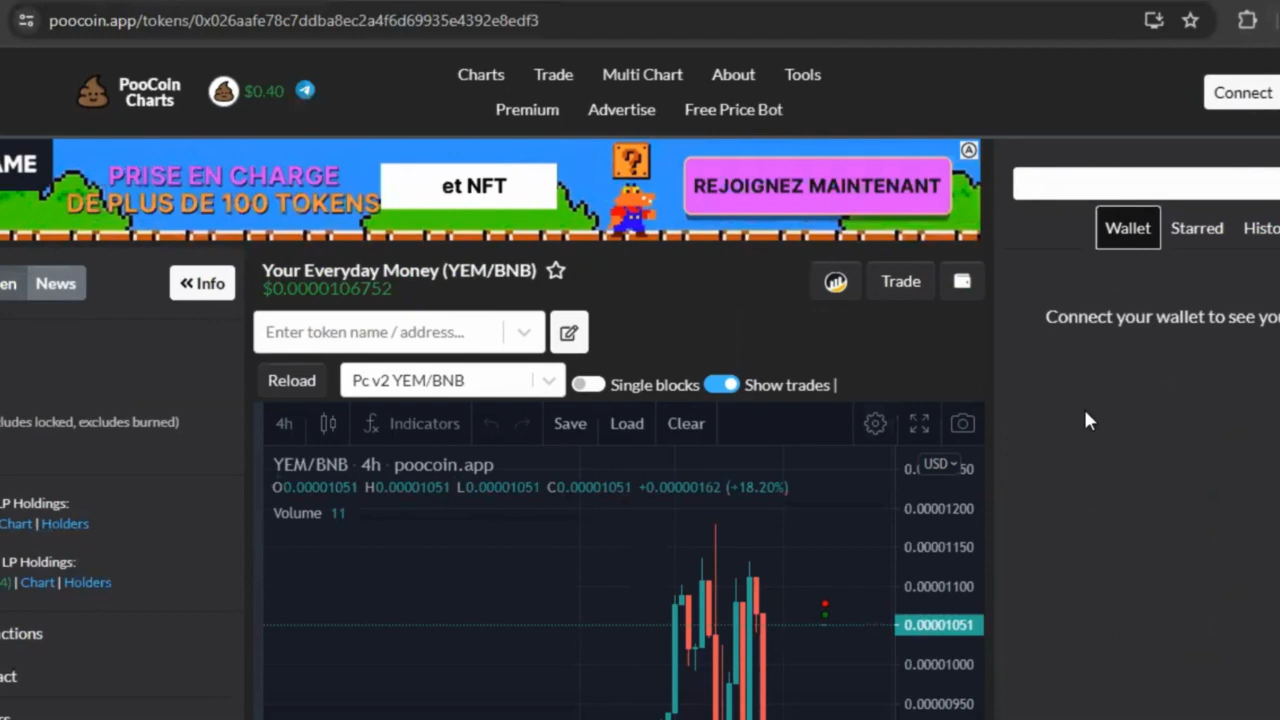 poocoin.app/tokens/0x026aafe78c7ddba8ec2a4f6d69935e4392e8edf3
PooCoin
Charts
$0.40
Charts Trade Multi Chart About Tools
Premium Advertise Free Price Bot
Connect
AME
PRISE EN CHARGE
DE PLUS DE 100 TOKENS
et NFT
REJOIGNEZ MAINTENANT
Wallet Starred Histo
Connect your wallet to see you
en News
« Info
Your Everyday Money (YEM/BNB)
$0.0000106752
Trade
Enter token name / address...
Reload Pc v2 YEM/BNB Single blocks Show trades |
ludes locked, excludes burned)
LP Holdings:
Chart | Holders
LP Holdings:
4) | Chart | Holders
ctions
act
4h Indicators Save Load Clear
YEM/BNB · 4h · poocoin.app
O0.00001051 H0.00001051 L0.00001051 C0.00001051 +0.00000162 (+18.20%)
Volume 11
USD
0.00001200
0.00001150
0.00001100
0.00001051
0.00001000
0.00000950